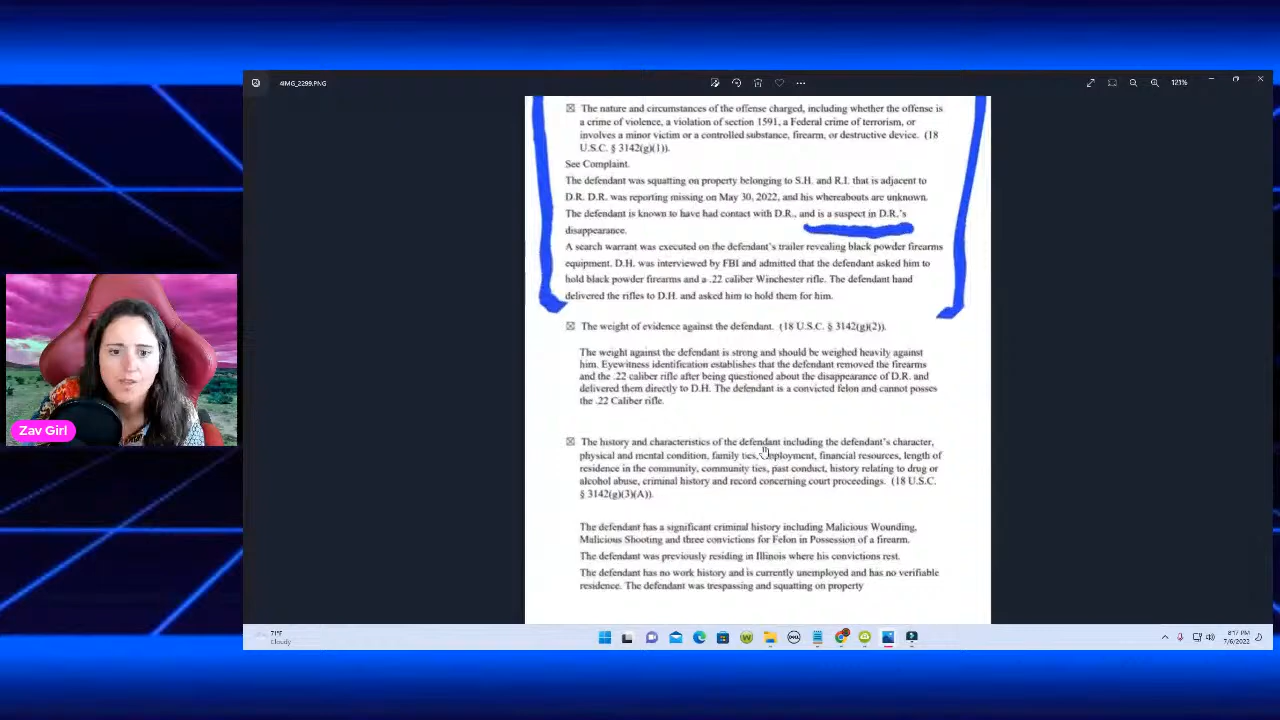 4IMG_2299.PNG
121%
☒ The nature and circumstances of the offense charged, including whether the offense is
a crime of violence, a violation of section 1591, a Federal crime of terrorism, or
involves a minor victim or a controlled substance, firearm, or destructive device. (18
U.S.C. § 3142(g)(1)).
See Complaint.
The defendant was squatting on property belonging to S.H. and R.I. that is adjacent to
D.R. D.R. was reporting missing on May 30, 2022, and his whereabouts are unknown.
The defendant is known to have had contact with D.R., and is a suspect in D.R.'s
disappearance.
A search warrant was executed on the defendant's trailer revealing black powder firearms
equipment. D.H. was interviewed by FBI and admitted that the defendant asked him to
hold black powder firearms and a .22 caliber Winchester rifle. The defendant hand
delivered the rifles to D.H. and asked him to hold them for him.
☒ The weight of evidence against the defendant. (18 U.S.C. § 3142(g)(2)).
The weight against the defendant is strong and should be weighed heavily against
him. Eyewitness identification establishes that the defendant removed the firearms
and the .22 caliber rifle after being questioned about the disappearance of D.R. and
delivered them directly to D.H. The defendant is a convicted felon and cannot posses
the .22 Caliber rifle.
☒ The history and characteristics of the defendant including the defendant's character,
physical and mental condition, family ties, employment, financial resources, length of
residence in the community, community ties, past conduct, history relating to drug or
alcohol abuse, criminal history and record concerning court proceedings. (18 U.S.C.
§ 3142(g)(3)(A)).
The defendant has a significant criminal history including Malicious Wounding,
Malicious Shooting and three convictions for Felon in Possession of a firearm.
The defendant was previously residing in Illinois where his convictions rest.
The defendant has no work history and is currently unemployed and has no verifiable
residence. The defendant was trespassing and squatting on property
Zav Girl
71°F
Cloudy
DELL
8:17 PM
7/6/2022